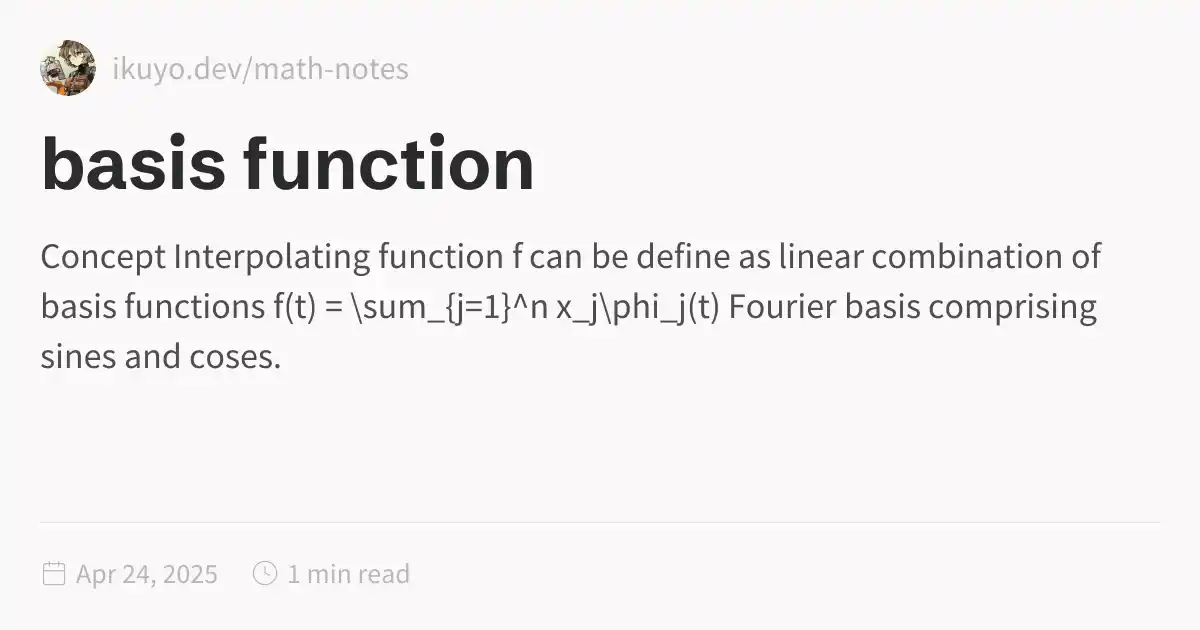 ikuyo.dev/math-notes
basis function
Concept Interpolating function f can be define as linear combination of
basis functions f(t) = \sum_{j=1}^n x_j\phi_j(t) Fourier basis comprising
sines and coses.
Apr 24, 2025 1 min read